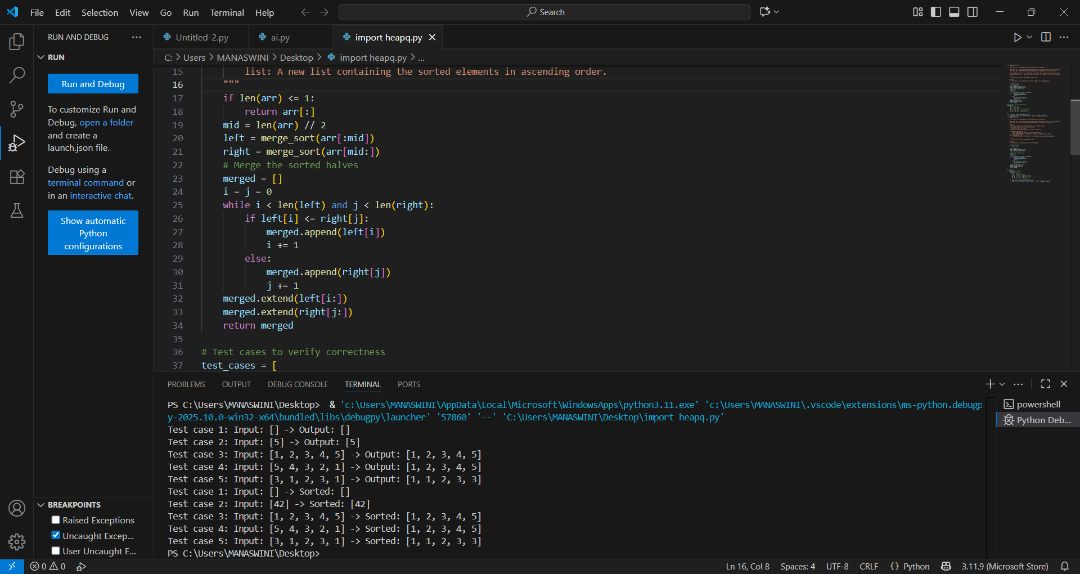 File Edit Selection View Go Run Terminal Help
Search
RUN AND DEBUG
Untitled-2.py
ai.py
import heapq.py
C: > Users > MANASWINI > Desktop > import heapq.py > ...
RUN
Run and Debug
To customize Run and
Debug, open a folder
and create a
launch.json file.
Debug using a
terminal command or
in an interactive chat.
Show automatic
Python
configurations
15 list: A new list containing the sorted elements in ascending order.
16 """
17 if len(arr) <= 1:
18 return arr[:]
19 mid = len(arr) // 2
20 left = merge_sort(arr[:mid])
21 right = merge_sort(arr[mid:])
22 # Merge the sorted halves
23 merged = []
24 i = j = 0
25 while i < len(left) and j < len(right):
26 if left[i] <= right[j]:
27 merged.append(left[i])
28 i += 1
29 else:
30 merged.append(right[j])
31 j += 1
32 merged.extend(left[i:])
33 merged.extend(right[j:])
34 return merged
35
36 # Test cases to verify correctness
37 test_cases = [
PROBLEMS OUTPUT DEBUG CONSOLE TERMINAL PORTS
PS C:\Users\MANASWINI\Desktop> & 'c:\Users\MANASWINI\AppData\Local\Microsoft\WindowsApps\python3.11.exe' 'c:\Users\MANASWINI\.vscode\extensions\ms-python.debugp
y-2025.10.0-win32-x64\bundled\libs\debugpy\launcher' '57860' '--' 'C:\Users\MANASWINI\Desktop\import heapq.py'
Test case 1: Input: [] -> Output: []
Test case 2: Input: [5] -> Output: [5]
Test case 3: Input: [1, 2, 3, 4, 5] -> Output: [1, 2, 3, 4, 5]
Test case 4: Input: [5, 4, 3, 2, 1] -> Output: [1, 2, 3, 4, 5]
Test case 5: Input: [3, 1, 2, 3, 1] -> Output: [1, 1, 2, 3, 3]
Test case 1: Input: [] -> Sorted: []
Test case 2: Input: [42] -> Sorted: [42]
Test case 3: Input: [1, 2, 3, 4, 5] -> Sorted: [1, 2, 3, 4, 5]
Test case 4: Input: [5, 4, 3, 2, 1] -> Sorted: [1, 2, 3, 4, 5]
Test case 5: Input: [3, 1, 2, 3, 1] -> Sorted: [1, 1, 2, 3, 3]
PS C:\Users\MANASWINI\Desktop>
powershell
Python Deb...
BREAKPOINTS
Raised Exceptions
Uncaught Excep...
User Uncaught E...
0 0
Ln 16, Col 8 Spaces: 4 UTF-8 CRLF {} Python 3.11.9 (Microsoft Store)